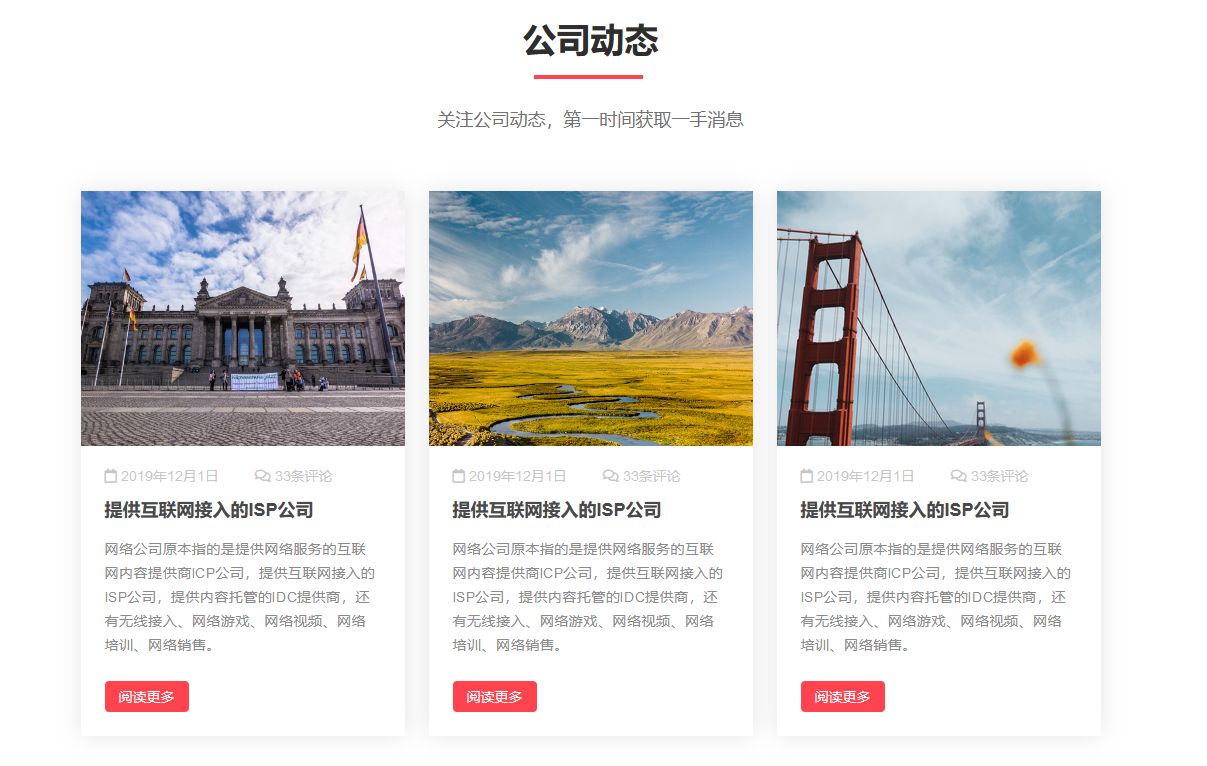 公司动态
关注公司动态，第一时间获取一手消息
2019年12月1日 33条评论
提供互联网接入的ISP公司
网络公司原本指的是提供网络服务的互联
网内容提供商ICP公司，提供互联网接入的
ISP公司，提供内容托管的IDC提供商，还
有无线接入、网络游戏、网络视频、网络
培训、网络销售。
阅读更多
2019年12月1日 33条评论
提供互联网接入的ISP公司
网络公司原本指的是提供网络服务的互联
网内容提供商ICP公司，提供互联网接入的
ISP公司，提供内容托管的IDC提供商，还
有无线接入、网络游戏、网络视频、网络
培训、网络销售。
阅读更多
2019年12月1日 33条评论
提供互联网接入的ISP公司
网络公司原本指的是提供网络服务的互联
网内容提供商ICP公司，提供互联网接入的
ISP公司，提供内容托管的IDC提供商，还
有无线接入、网络游戏、网络视频、网络
培训、网络销售。
阅读更多